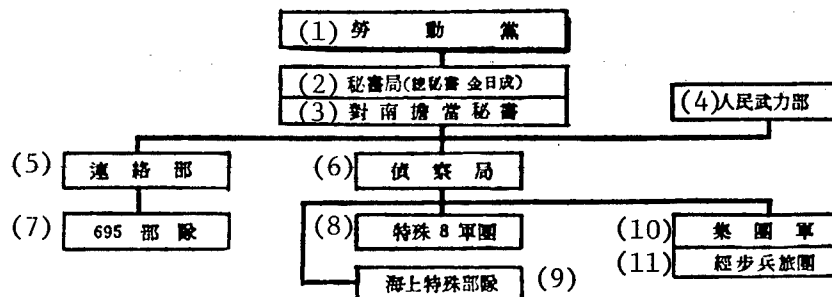 (1) 勞動黨
(2) 秘書局(總秘書 金日成)
(3) 對南擔當秘書
(4) 人民武力部
(5) 連絡部
(6) 偵察局
(7) 695 部隊
(8) 特殊 8 軍團
(10) 集團軍
(11) 經步兵旅團
海上特殊部隊 (9)